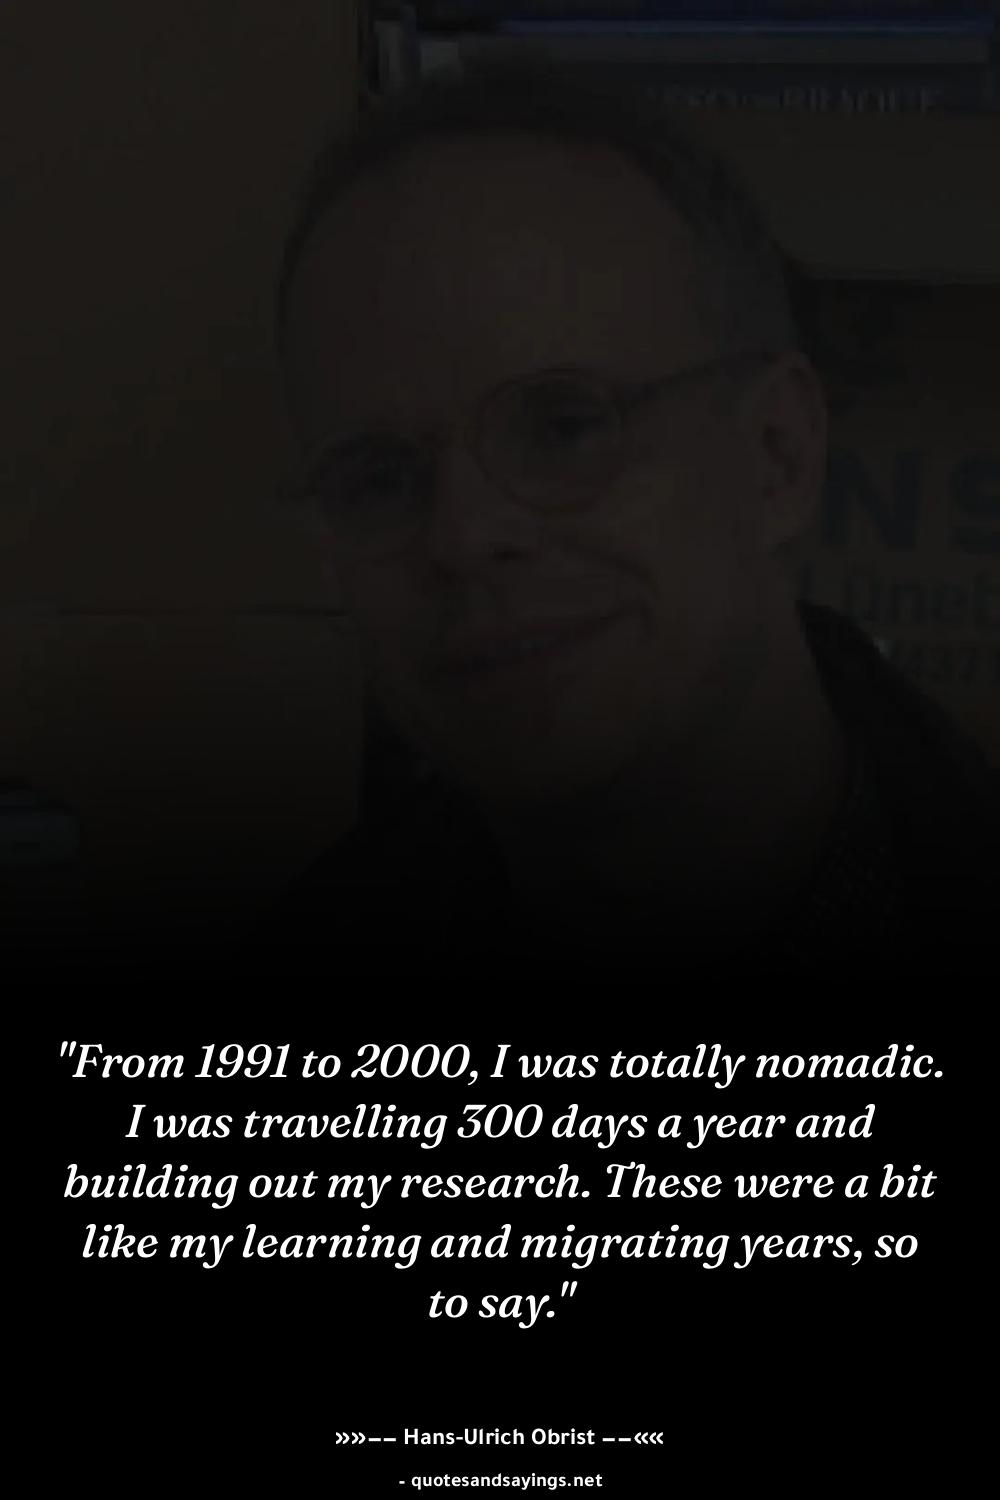 "From 1991 to 2000, I was totally nomadic.
I was travelling 300 days a year and
building out my research. These were a bit
like my learning and migrating years, so
to say."
»»−− Hans-Ulrich Obrist −−««
- quotesandsayings.net